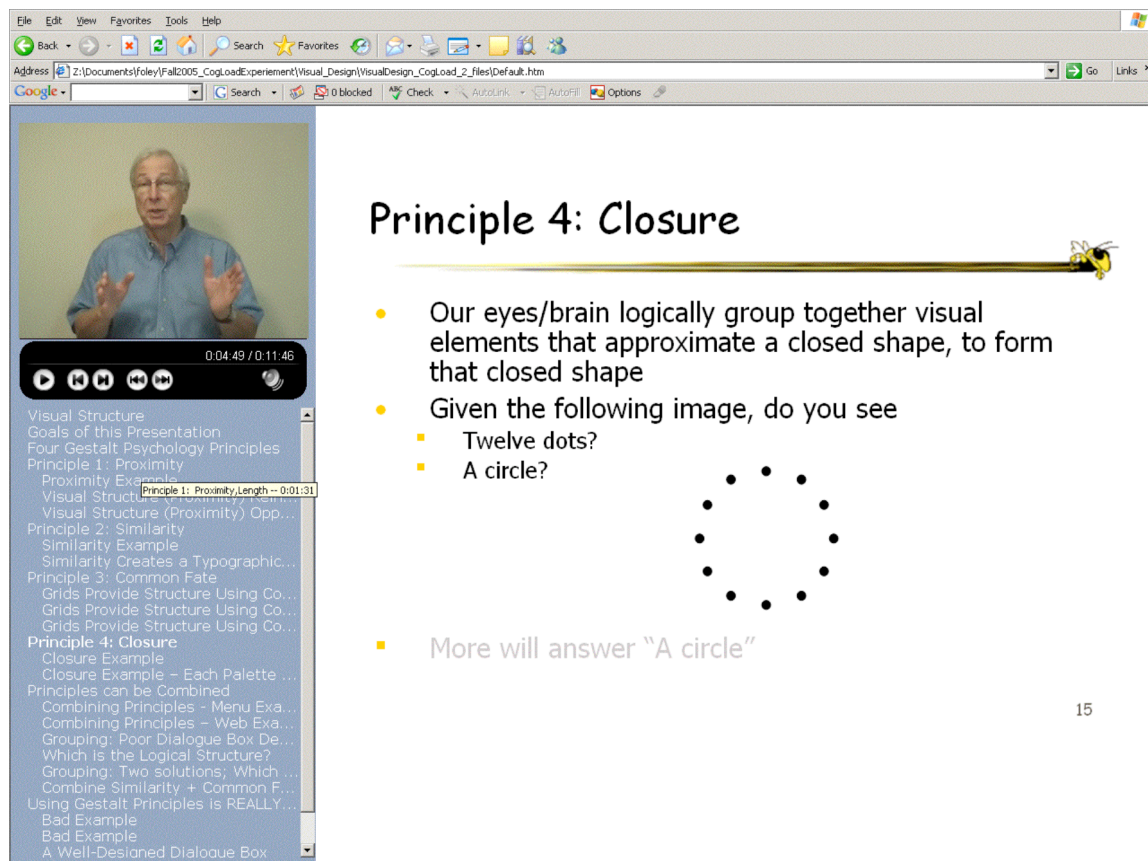 File Edit View Favorites Tools Help
Back Search Favorites
Address Z:\Documents\foley\Fall2005_CogLoadExperiement\Visual_Design\VisualDesign_CogLoad_2_files\Default.htm Go Links
Google Search 0 blocked ABC Check AutoLink AutoFill Options
0:04:49 / 0:11:46
Visual Structure
Goals of this Presentation
Four Gestalt Psychology Principles
Principle 1: Proximity
Proximity Example
Principle 1: Proximity,Length -- 0:01:31
Visual Structure (Proximity) Rein...
Visual Structure (Proximity) Opp...
Principle 2: Similarity
Similarity Example
Similarity Creates a Typographic...
Principle 3: Common Fate
Grids Provide Structure Using Co...
Grids Provide Structure Using Co...
Grids Provide Structure Using Co...
Principle 4: Closure
Closure Example
Closure Example – Each Palette ...
Principles can be Combined
Combining Principles - Menu Exa...
Combining Principles – Web Exa...
Grouping: Poor Dialogue Box De...
Which is the Logical Structure?
Grouping: Two solutions; Which ...
Combine Similarity + Common F...
Using Gestalt Principles is REALLY...
Bad Example
Bad Example
A Well-Designed Dialogue Box
Principle 4: Closure
Our eyes/brain logically group together visual
elements that approximate a closed shape, to form
that closed shape
Given the following image, do you see
Twelve dots?
A circle?
More will answer “A circle”
15